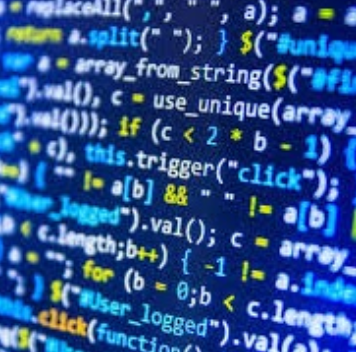 replaceAll(",", " ", a); a = a
return a.split(" "); } $("#uniqu
a = array_from_string($("#fi
").val(), c = use_unique(array_
").val())); if (c < 2 * b - 1) {
* c), this.trigger("click");
) { "" != a[b] && " " != a[b]
User_logged").val(); c = array_
b < c.length;b++) { -1 != a.inde
= ""; for (b = 0;b < c.length
} $("#User_logged").val(a);
.click(function()